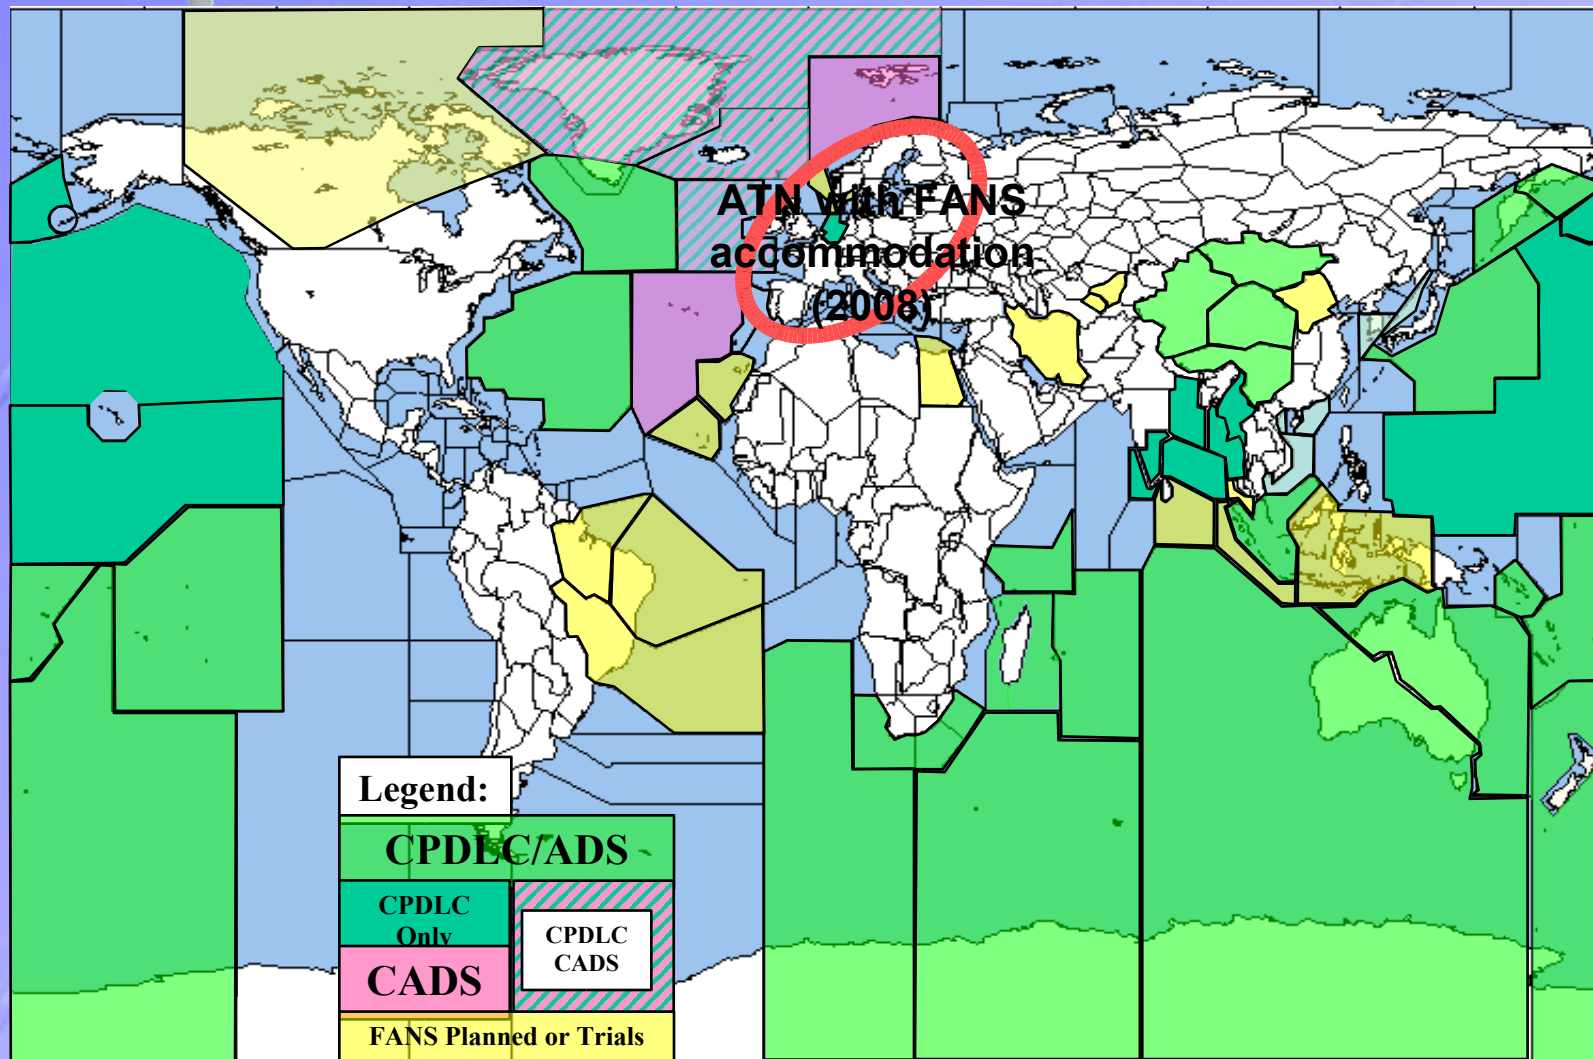 ATN with FANS
accommodation
(2008)
Legend:
CPDLC/ADS
CPDLC
Only
CPDLC
CADS
CADS
FANS Planned or Trials